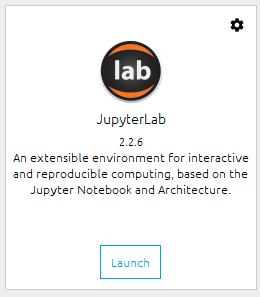 lab
JupyterLab
2.2.6
An extensible environment for interactive
and reproducible computing, based on the
Jupyter Notebook and Architecture.
Launch